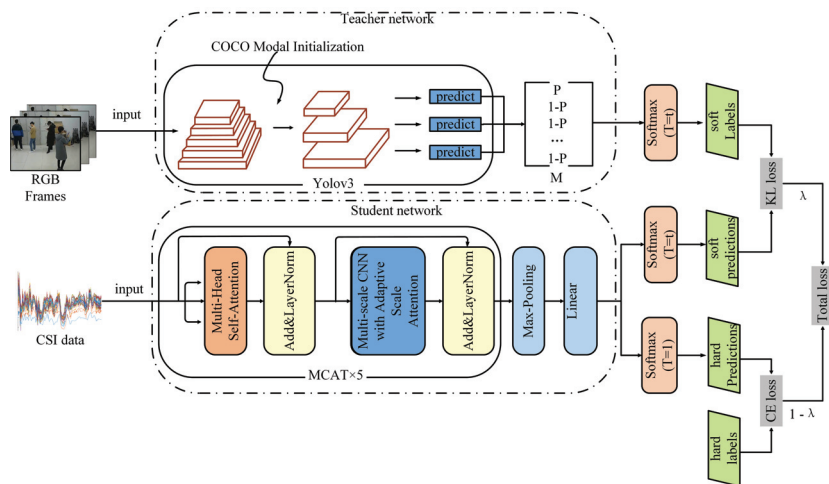 Teacher network
COCO Modal Initialization
input
RGB
Frames
predict
predict
predict
Yolov3
P
1-P
1-P
...
1-P
M
Softmax
(T=t)
soft
Labels
KL loss
λ
Student network
input
CSI data
Multi-Head
Self-Attention
Add&LayerNorm
Multi-scale CNN
with Adaptive
Scale
Attention
Add&LayerNorm
MCAT×5
Max-Pooling
Linear
Softmax
(T=t)
soft
predictions
Total loss
Softmax
(T=1)
hard
Predictions
CE loss
1 - λ
hard
labels